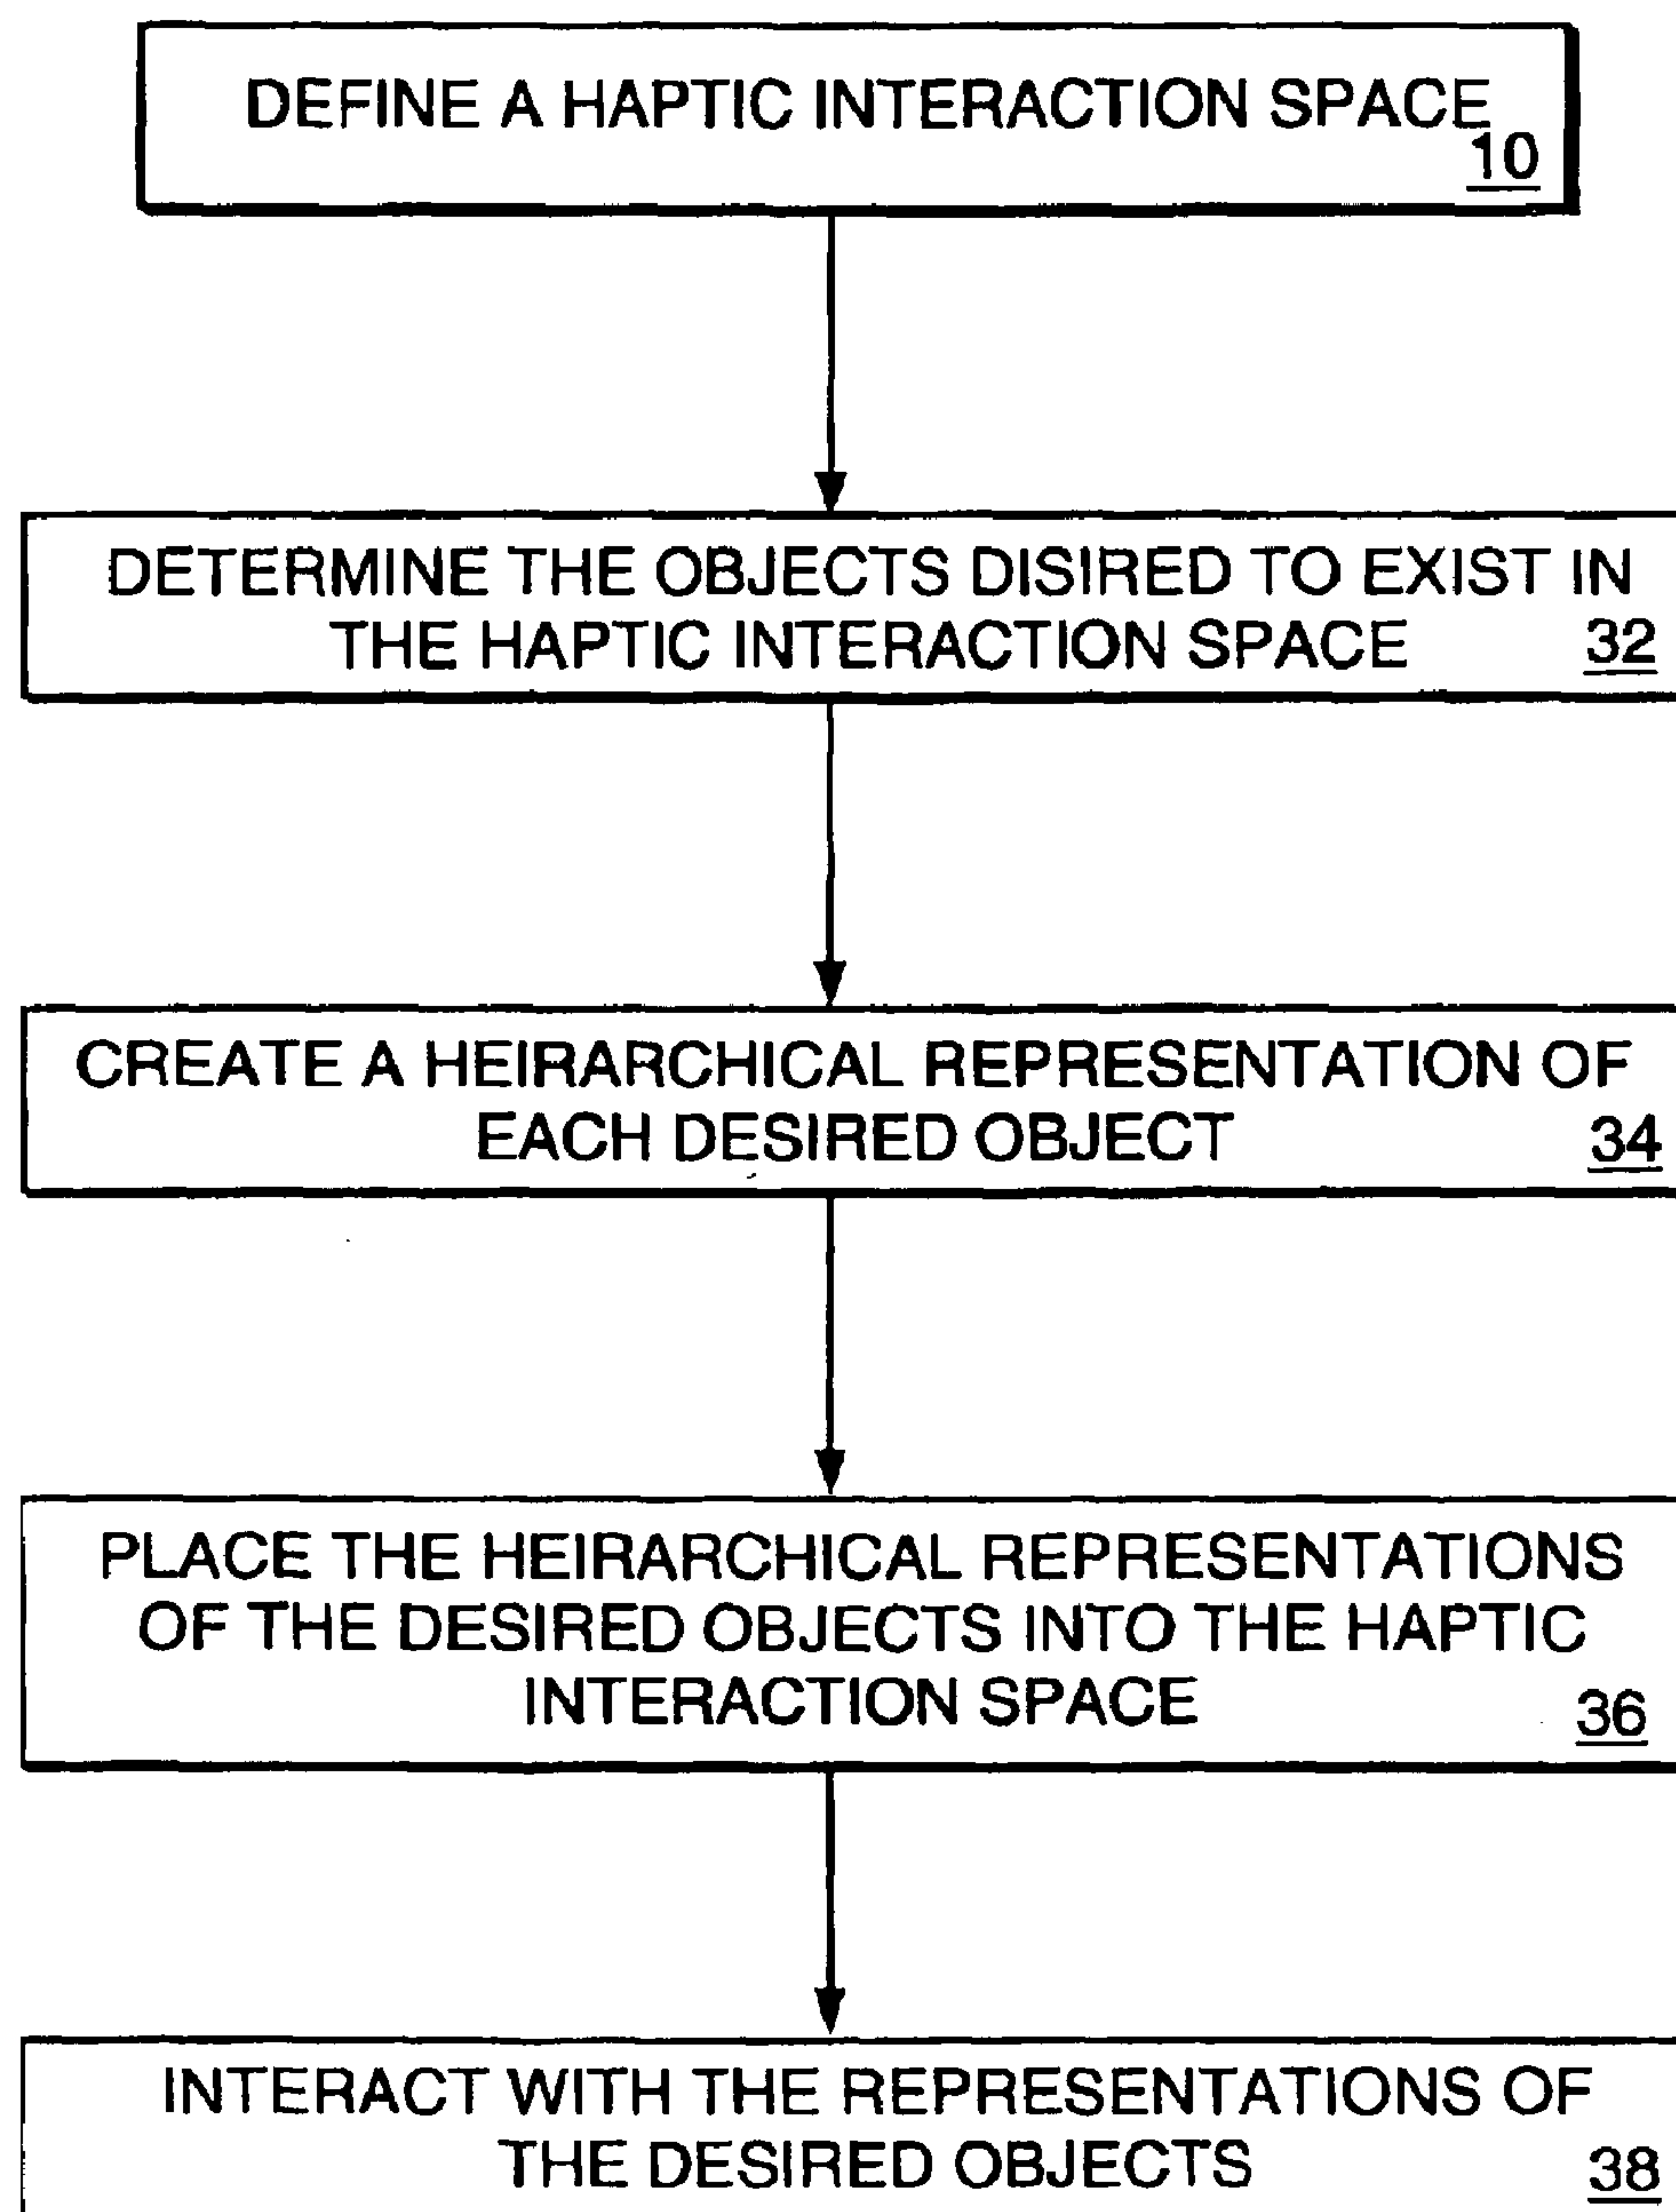 DEFINE A HAPTIC INTERACTION SPACE
10
DETERMINE THE OBJECTS DISIRED TO EXIST IN
THE HAPTIC INTERACTION SPACE 32
CREATE A HEIRARCHICAL REPRESENTATION OF
EACH DESIRED OBJECT 34
PLACE THE HEIRARCHICAL REPRESENTATIONS
OF THE DESIRED OBJECTS INTO THE HAPTIC
INTERACTION SPACE 36
INTERACT WITH THE REPRESENTATIONS OF
THE DESIRED OBJECTS 38